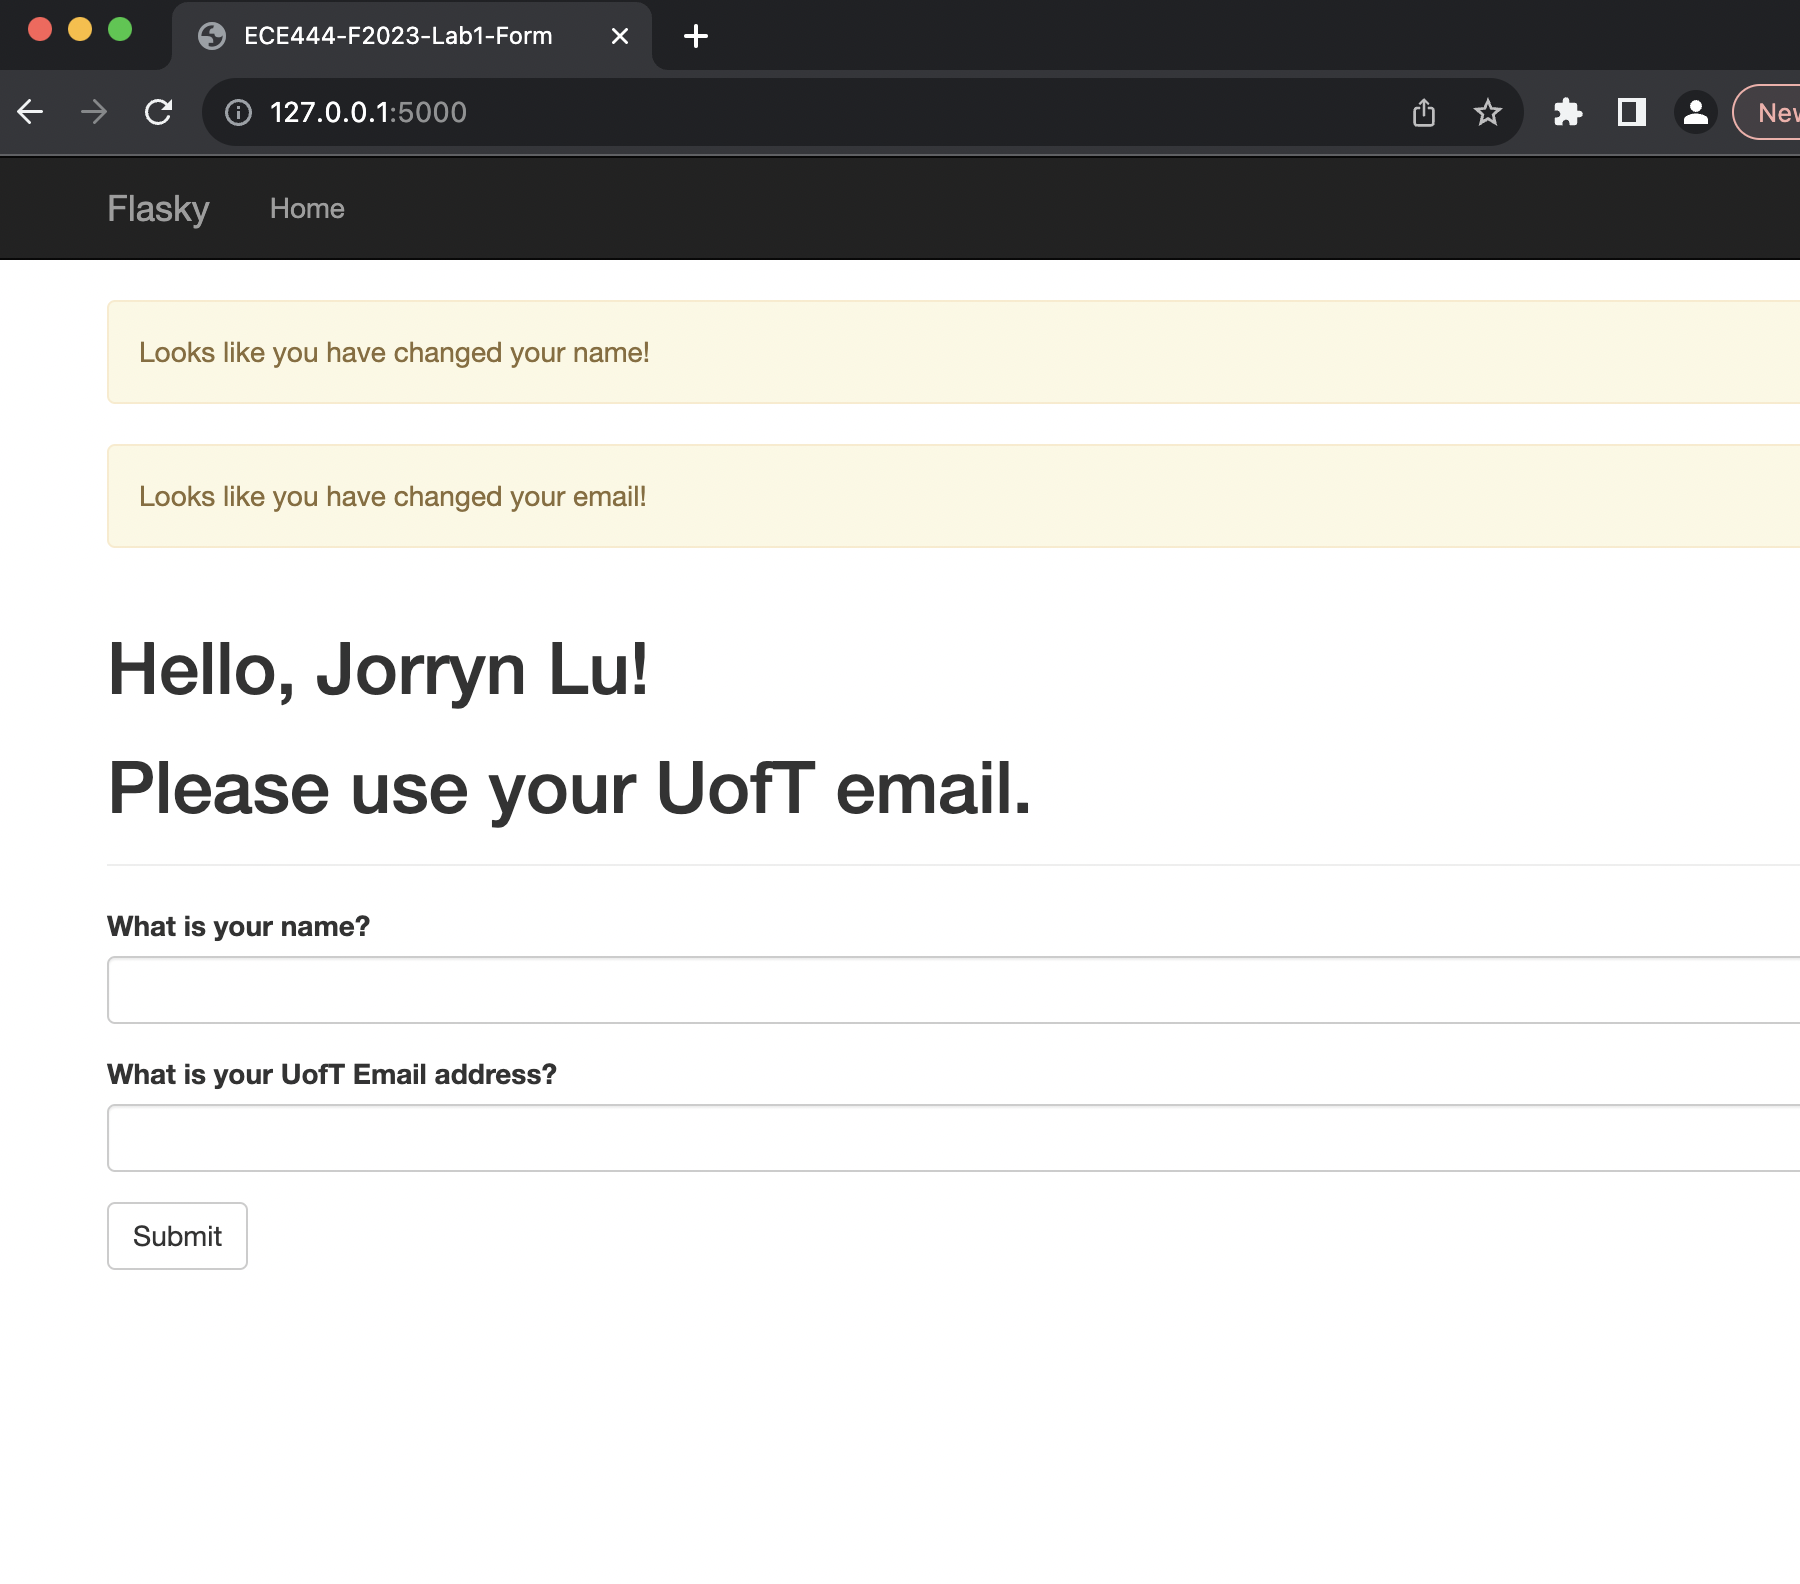 ECE444-F2023-Lab1-Form
127.0.0.1:5000
New
Flasky Home
Looks like you have changed your name!
Looks like you have changed your email!
Hello, Jorryn Lu!
Please use your UofT email.
What is your name?
What is your UofT Email address?
Submit